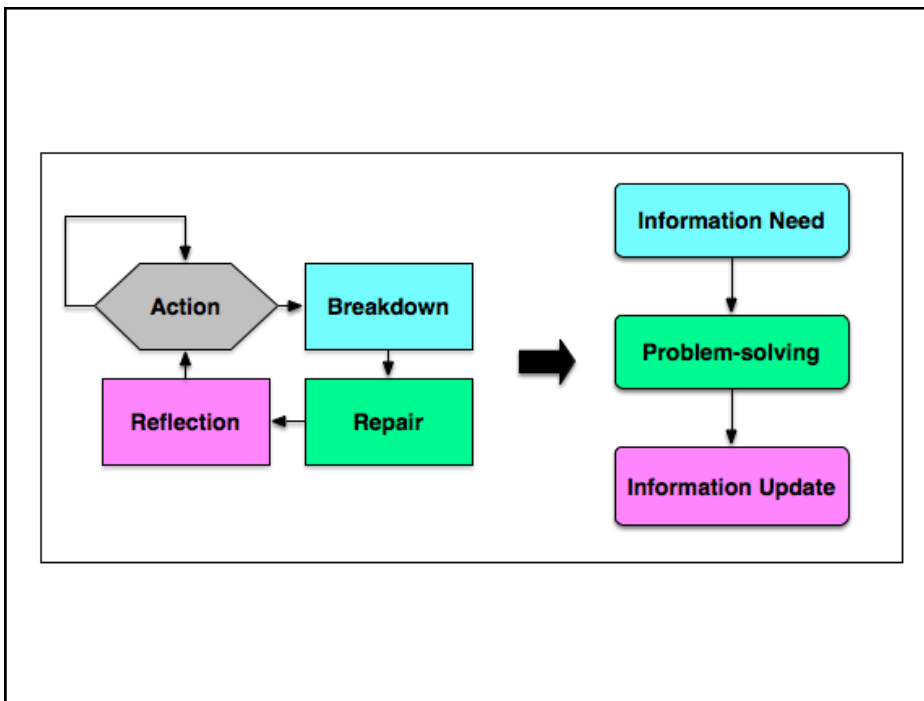 Action
Breakdown
Reflection
Repair
Information Need
Problem-solving
Information Update